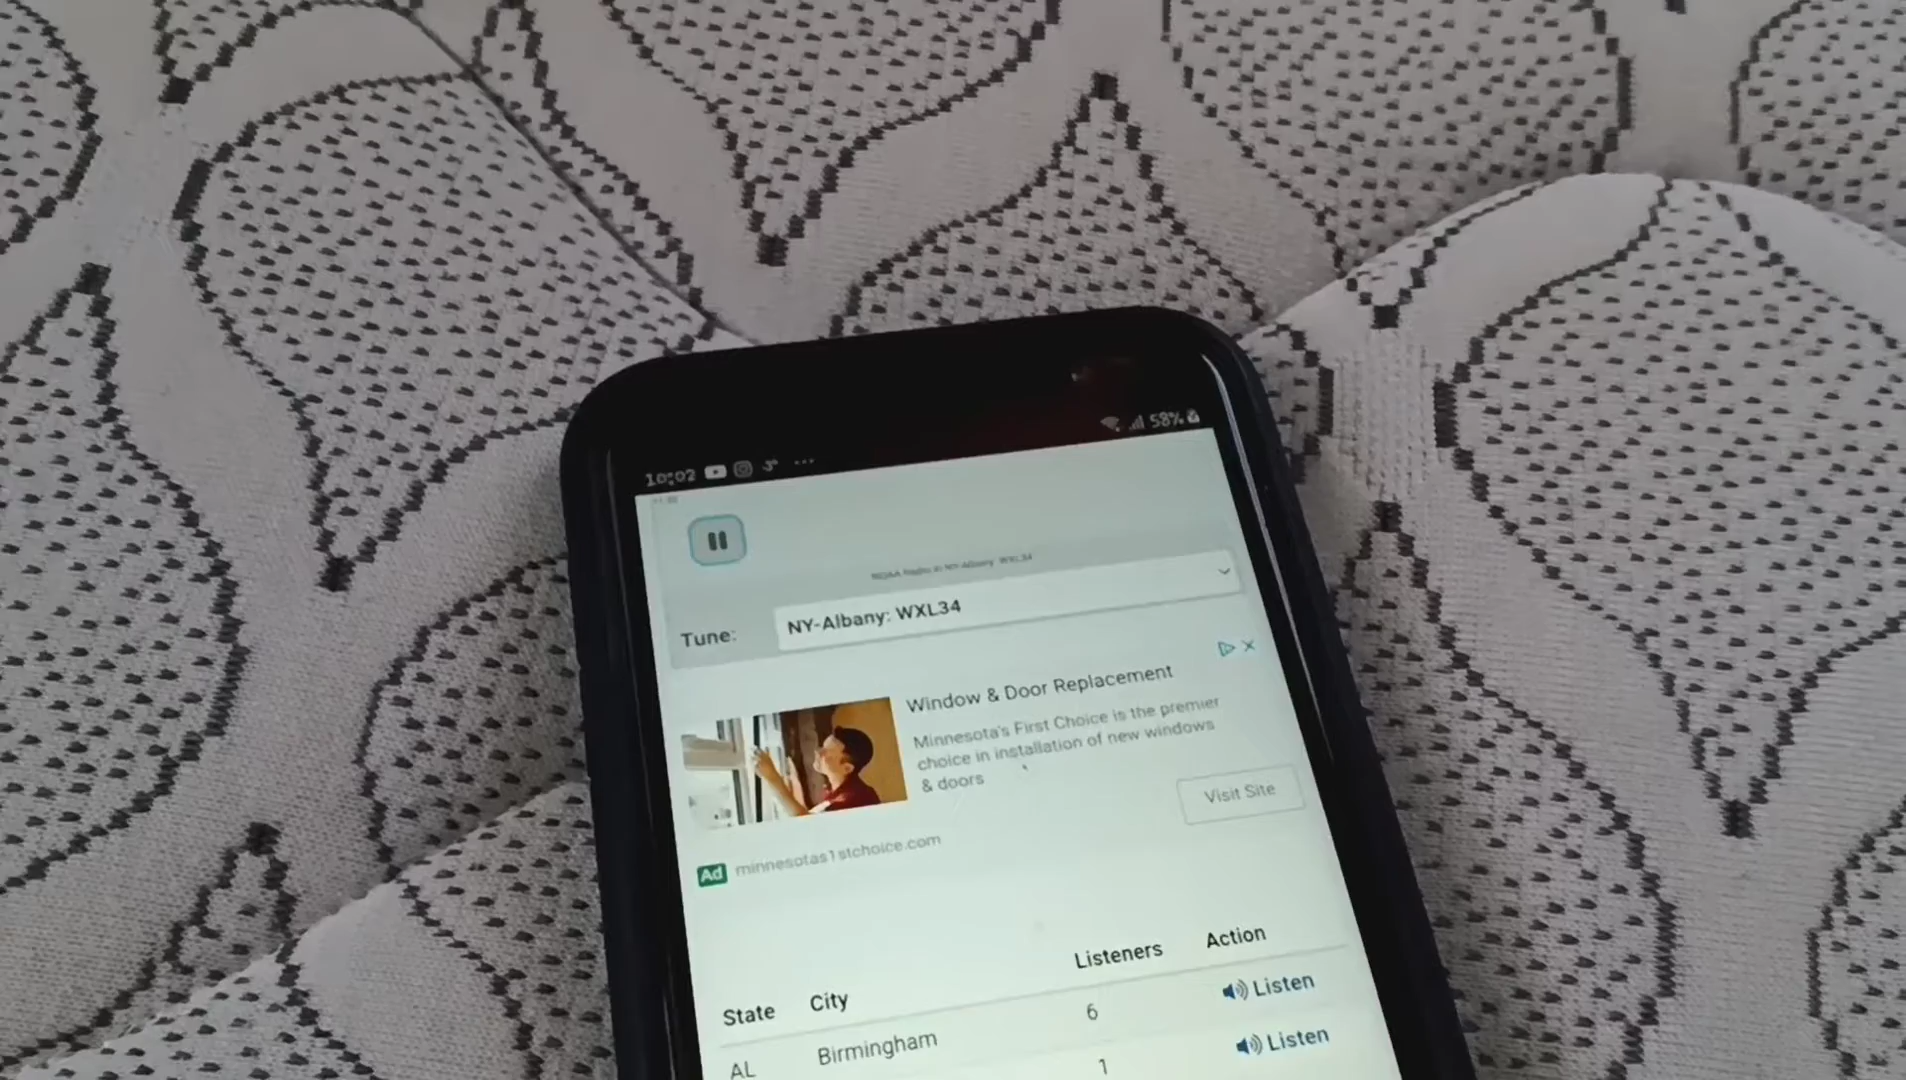 10:02
58%
NOAA Radio in NY-Albany: WXL34
Tune:
NY-Albany: WXL34
Window & Door Replacement
Minnesota's First Choice is the premier
choice in installation of new windows
& doors
Visit Site
Ad minnesotas1stchoice.com
State City Listeners Action
AL Birmingham 6 Listen
1 Listen